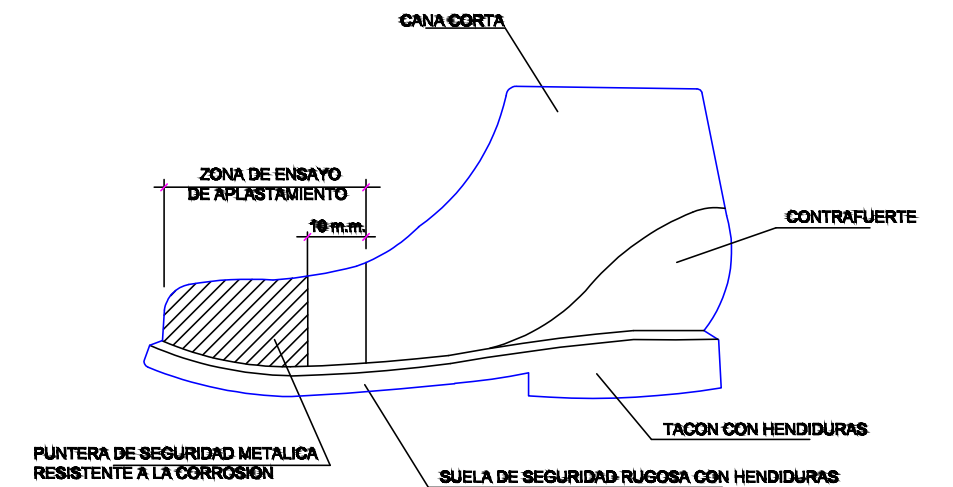 CANA CORTA
ZONA DE ENSAYO
DE APLASTAMIENTO
10 m.m.
CONTRAFUERTE
TACON CON HENDIDURAS
PUNTERA DE SEGURIDAD METALICA
RESISTENTE A LA CORROSION
SUELA DE SEGURIDAD RUGOSA CON HENDIDURAS